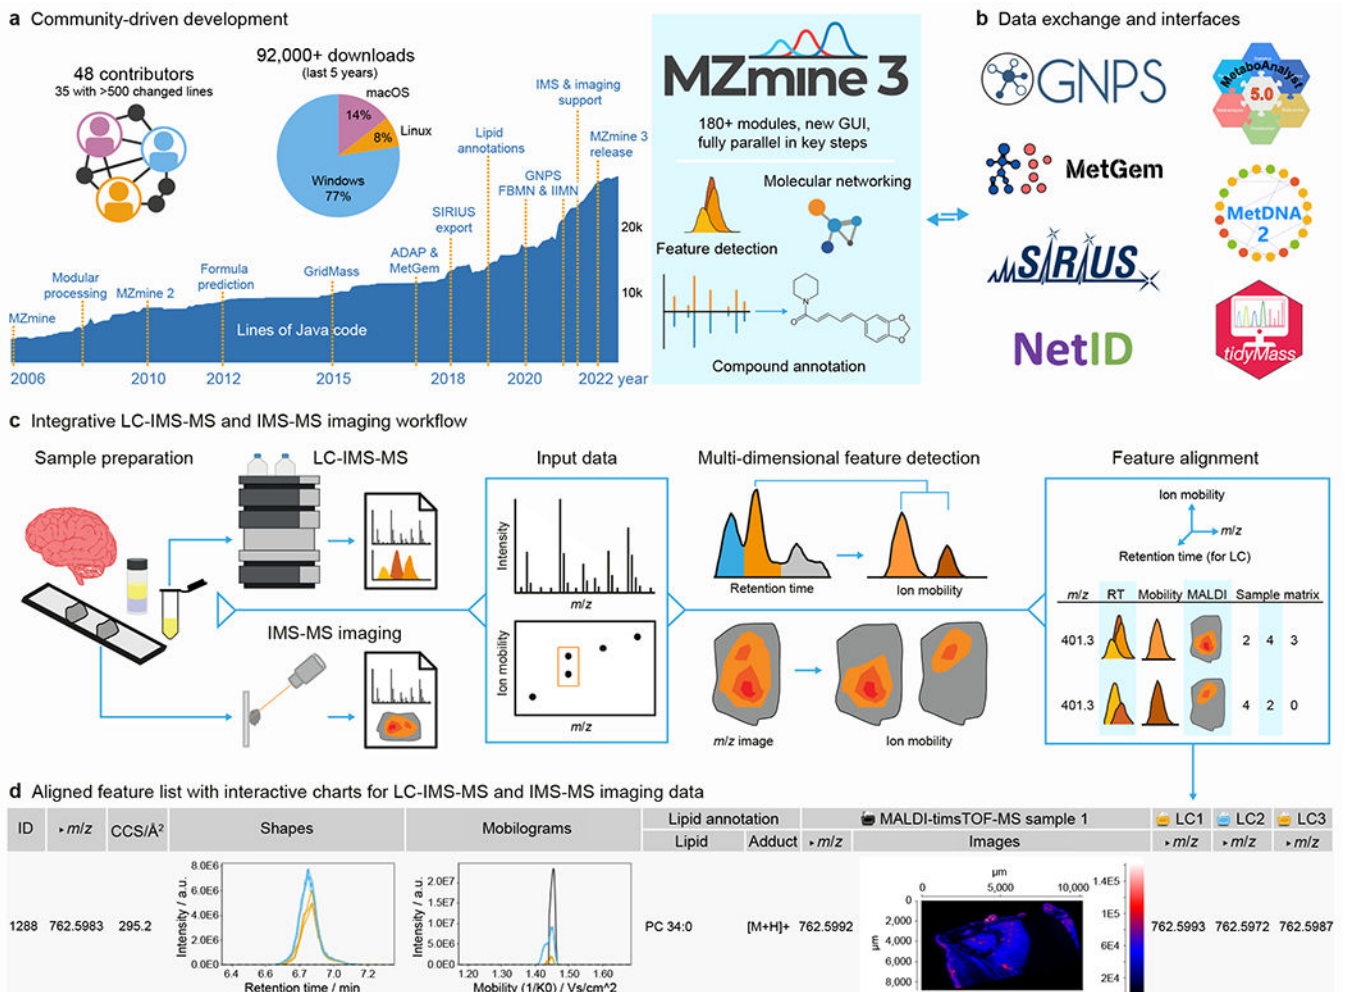 a Community-driven development
48 contributors
35 with >500 changed lines
92,000+ downloads
(last 5 years)
macOS
14%
Linux
8%
Windows
77%
IMS & imaging
support
MZmine 3
release
Lipid
annotations
GNPS
FBMN & IIMN
SIRIUS
export
ADAP &
MetGem
GridMass
Formula
prediction
Modular
processing
MZmine 2
MZmine
20k
10k
Lines of Java code
2006 2010 2012 2015 2018 2020 2022 year
MZmine 3
180+ modules, new GUI,
fully parallel in key steps
Molecular networking
Feature detection
N
O
O
O
Compound annotation
b Data exchange and interfaces
GNPS
MetaboAnalyst
5.0
MetGem
MetDNA
2
SIRIUS
NetID
tidyMass
c Integrative LC-IMS-MS and IMS-MS imaging workflow
Sample preparation
LC-IMS-MS
IMS-MS imaging
Input data
Intensity
m/z
Ion mobility
m/z
Multi-dimensional feature detection
Retention time
Ion mobility
m/z image
Ion mobility
Feature alignment
Ion mobility
m/z
Retention time (for LC)
m/z RT Mobility MALDI Sample matrix
401.3 2 4 3
401.3 4 2 0
d Aligned feature list with interactive charts for LC-IMS-MS and IMS-MS imaging data
ID m/z CCS/Å2 Shapes Mobilograms Lipid annotation MALDI-timsTOF-MS sample 1 LC1 LC2 LC3
Lipid Adduct m/z Images m/z m/z m/z
1288 762.5983 295.2
Intensity / a.u.
8.0E6
6.0E6
4.0E6
2.0E6
0.0E0
6.4 6.7 7.0 7.2
Retention time / min
Intensity / a.u.
2.0E7
1.5E7
1.0E7
5.0E6
0.0E0
1.20 1.30 1.40 1.50 1.60
Mobility (1/K0) / Vs/cm^2
PC 34:0 [M+H]+ 762.5992
µm
0 5,000 10,000
µm
0
2,000
4,000
6,000
8,000
1.4E5
1E5
6E4
2E4
762.5993 762.5972 762.5987